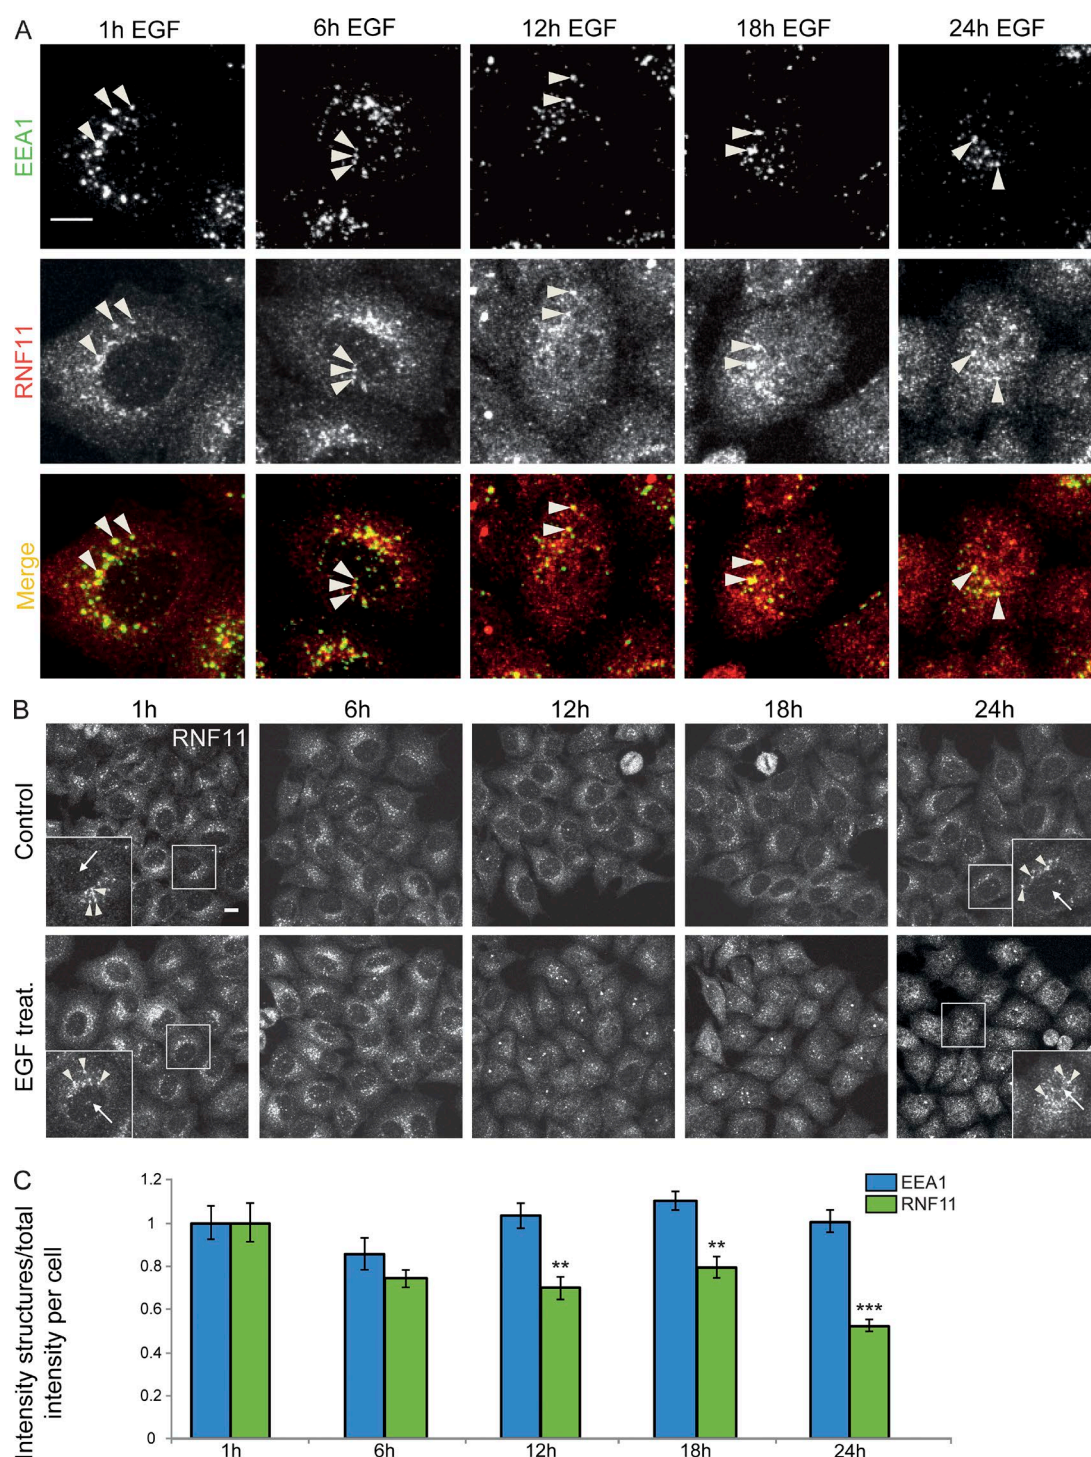 A
1h EGF 6h EGF 12h EGF 18h EGF 24h EGF
EEA1
RNF11
Merge
B
1h 6h 12h 18h 24h
RNF11
Control
EGF treat.
C
Intensity structures/total
intensity per cell
1.2
1
0.8
0.6
0.4
0.2
0
EEA1
RNF11
**
**
***
1h 6h 12h 18h 24h